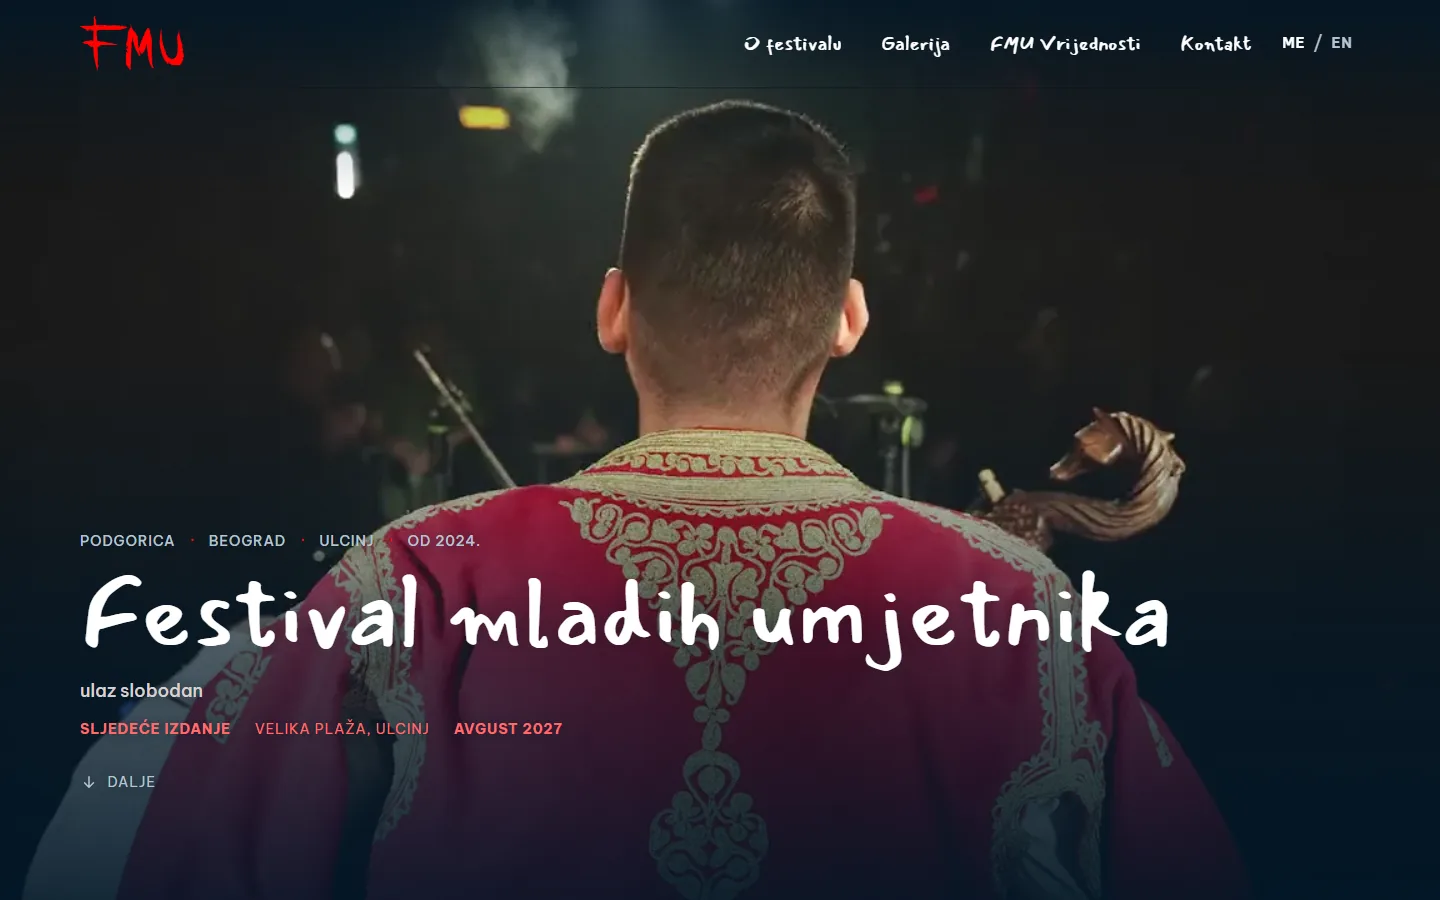 FMU
O festivalu Galerija FMU Vrijednosti Kontakt ME / EN
PODGORICA · BEOGRAD · ULCINJ · OD 2024.
Festival mladih umjetnika
ulaz slobodan
SLJEDEĆE IZDANJE VELIKA PLAŽA, ULCINJ AVGUST 2027
↓ DALJE